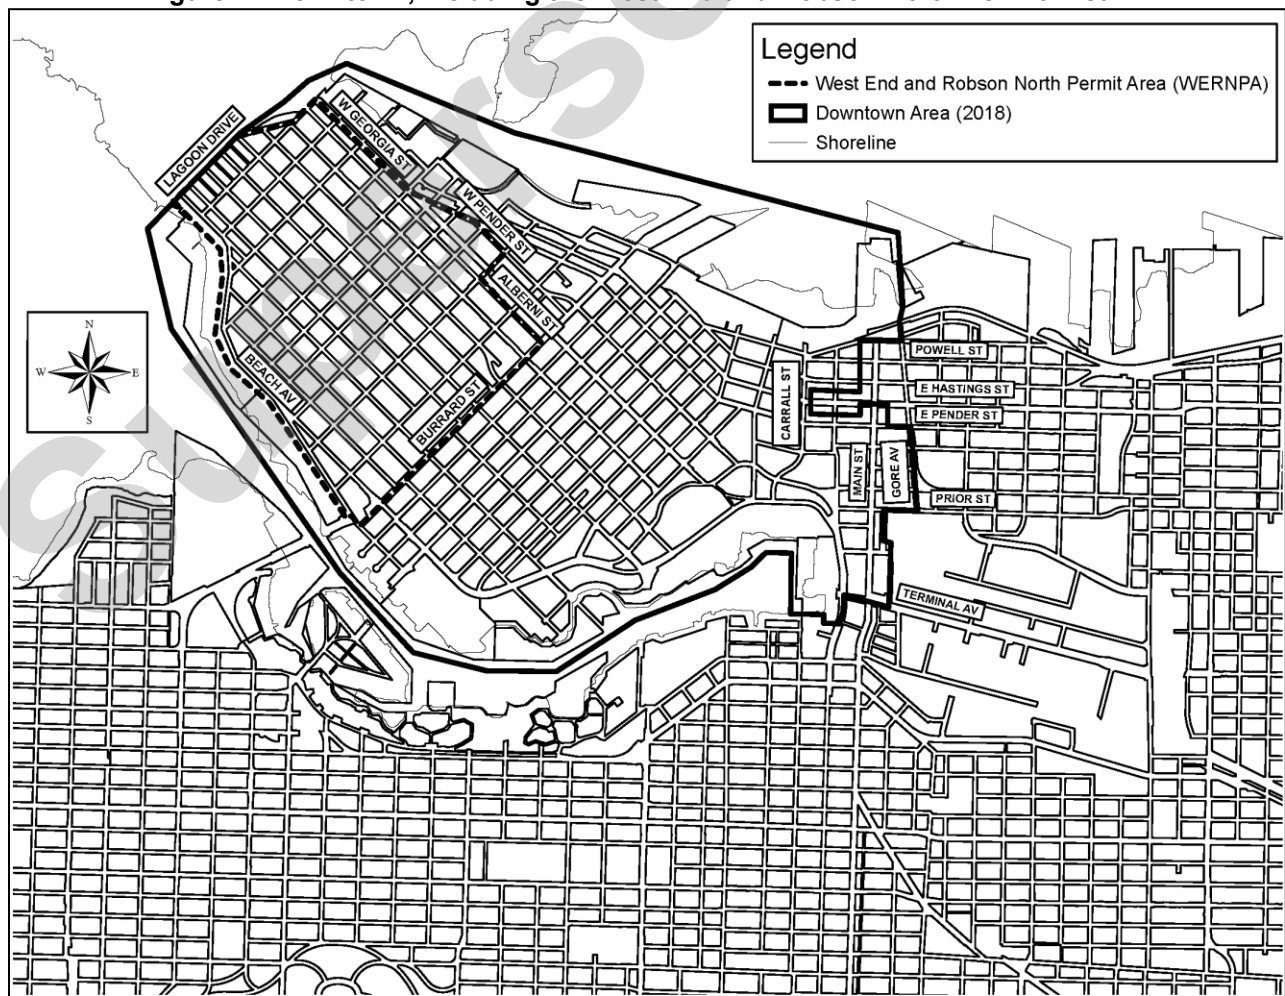 Legend
West End and Robson North Permit Area (WERNPA)
Downtown Area (2018)
Shoreline
LAGOON DRIVE
W GEORGIA ST
W PENDER ST
ALBERNI ST
N
W
E
S
BEACH AV
BURRARD ST
CARRALL ST
POWELL ST
E HASTINGS ST
E PENDER ST
MAIN ST
GORE AV
PRIOR ST
TERMINAL AV